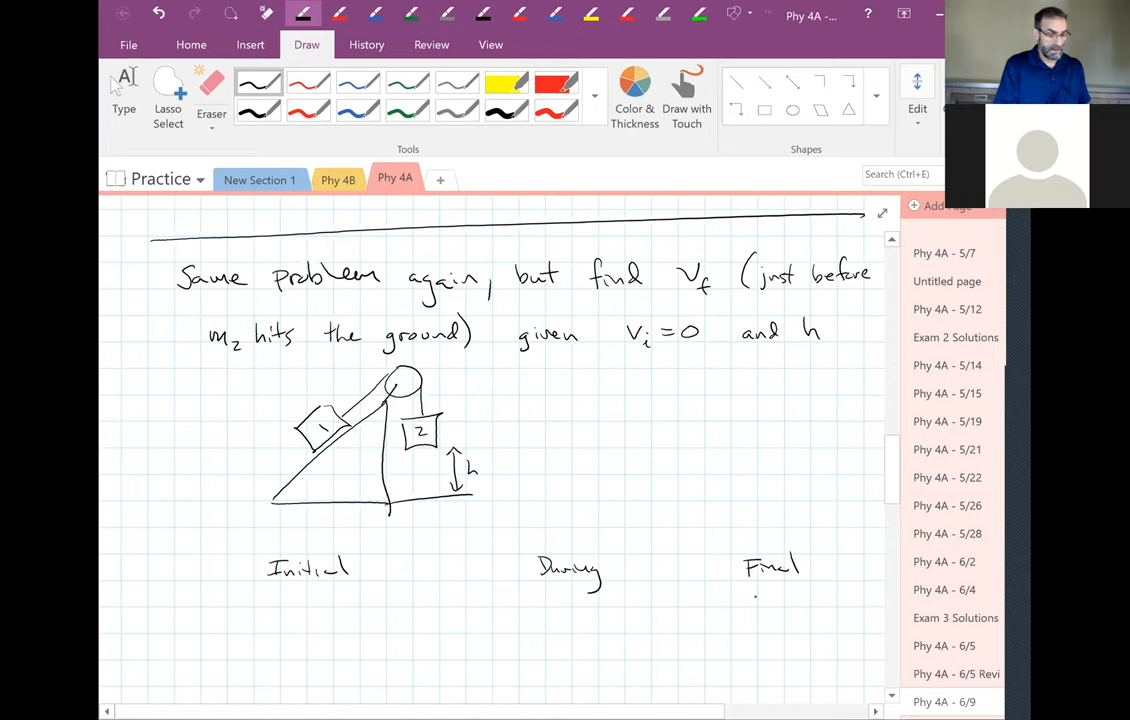 Phy 4A -...
?
File
Home
Insert
Draw
History
Review
View
Type
Lasso Select
Eraser
Color & Thickness
Draw with Touch
Edit
Tools
Shapes
Practice
New Section 1
Phy 4B
Phy 4A
+
Search (Ctrl+E)
Add Page
Phy 4A - 5/7
Untitled page
Phy 4A - 5/12
Exam 2 Solutions
Phy 4A - 5/14
Phy 4A - 5/15
Phy 4A - 5/19
Phy 4A - 5/21
Phy 4A - 5/22
Phy 4A - 5/26
Phy 4A - 5/28
Phy 4A - 6/2
Phy 4A - 6/4
Exam 3 Solutions
Phy 4A - 6/5
Phy 4A - 6/5 Revi
Phy 4A - 6/9
Same problem again, but find v_f (just before
m_2 hits the ground) given v_i = 0 and h
1
2
h
Initial During Final